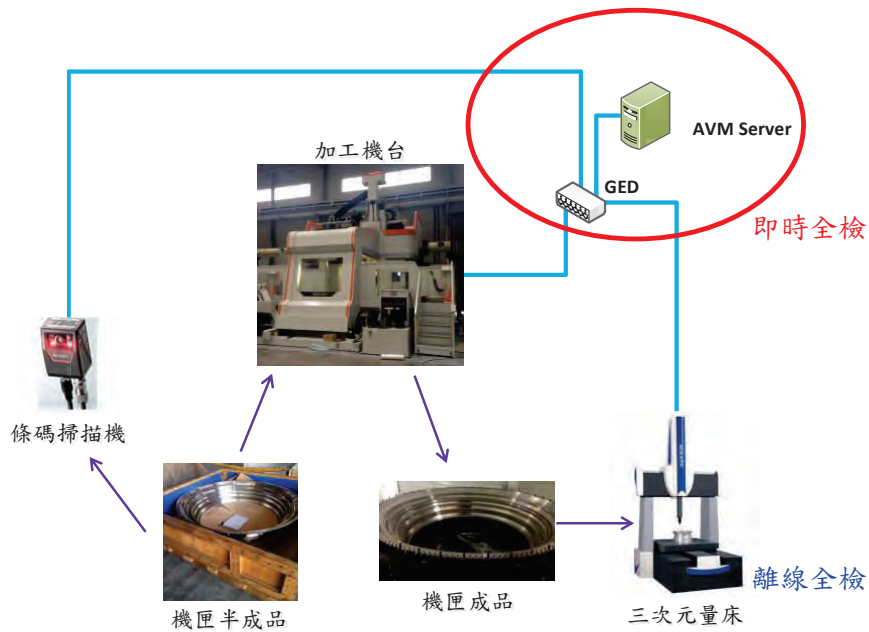 AVM Server
加工機台
GED
即時全檢
條碼掃描機
機匣半成品
機匣成品
三次元量床
離線全檢